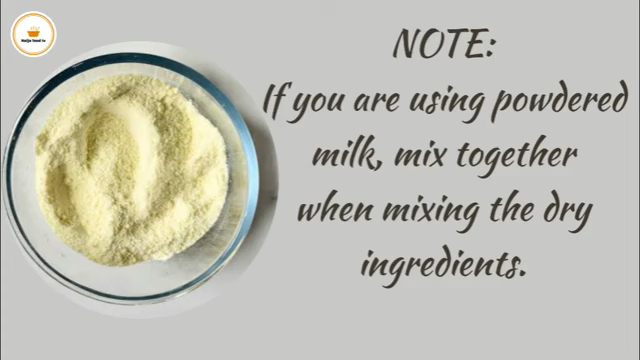 NOTE:
If you are using powdered
milk, mix together
when mixing the dry
ingredients.